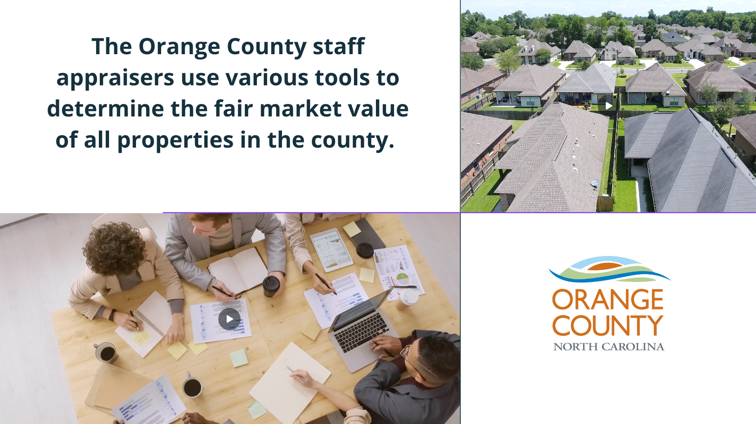 The Orange County staff
appraisers use various tools to
determine the fair market value
of all properties in the county.
ORANGE
COUNTY
NORTH CAROLINA